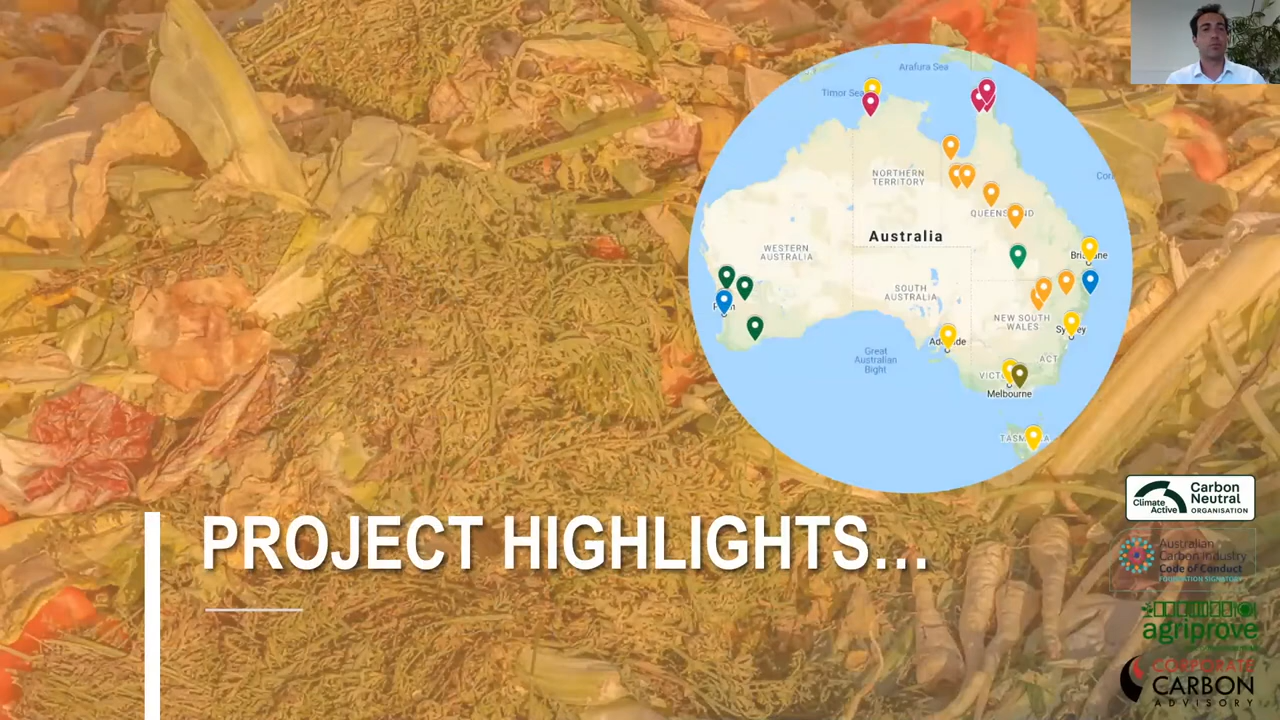 Arafura Sea
Timor Sea
NORTHERN
TERRITORY
QUEENSLAND
Australia
WESTERN
AUSTRALIA
Brisbane
SOUTH
AUSTRALIA
NEW SOUTH
WALES
Sydney
Adelaide
Great
Australian
Bight
ACT
Melbourne
PROJECT HIGHLIGHTS...
Climate
Active
Carbon
Neutral
ORGANISATION
Australian
Carbon Industry
Code of Conduct
FOUNDATION SIGNATORY
agriprove
CORPORATE
CARBON
ADVISORY